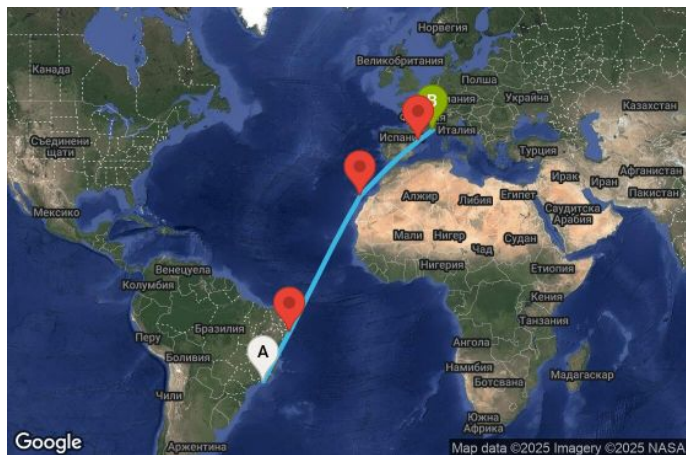 Норвегия
Великобритания
Канада
Полша
Украйна
Казахстан
Съединени
щати
Италия
Турция
Афганистан
Ирак
Иран
Пакистан
Мексико
Алжир
Либия
Египет
Саудитска
Арабия
Мали
Нигер
Чад
Судан
Венецуела
Нигерия
Етиопия
Колумбия
Кения
Бразилия
Танзания
Перу
A
Ангола
Боливия
Намибия
Мадагаскар
Ботсвана
Чили
Южна
Африка
Аржентина
Google
Map data ©2025 Imagery ©2025 NASA